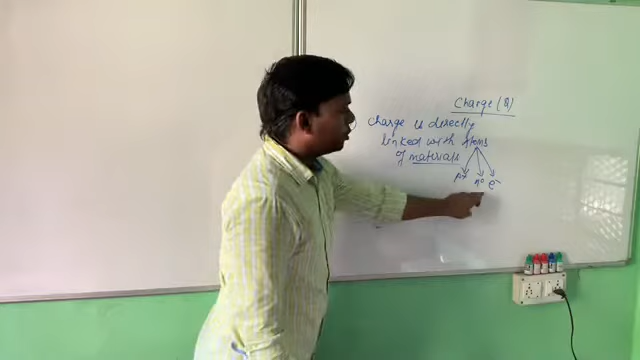 Charge (Q)
charge is directly
linked with atoms
of materials
p+ n0 e-